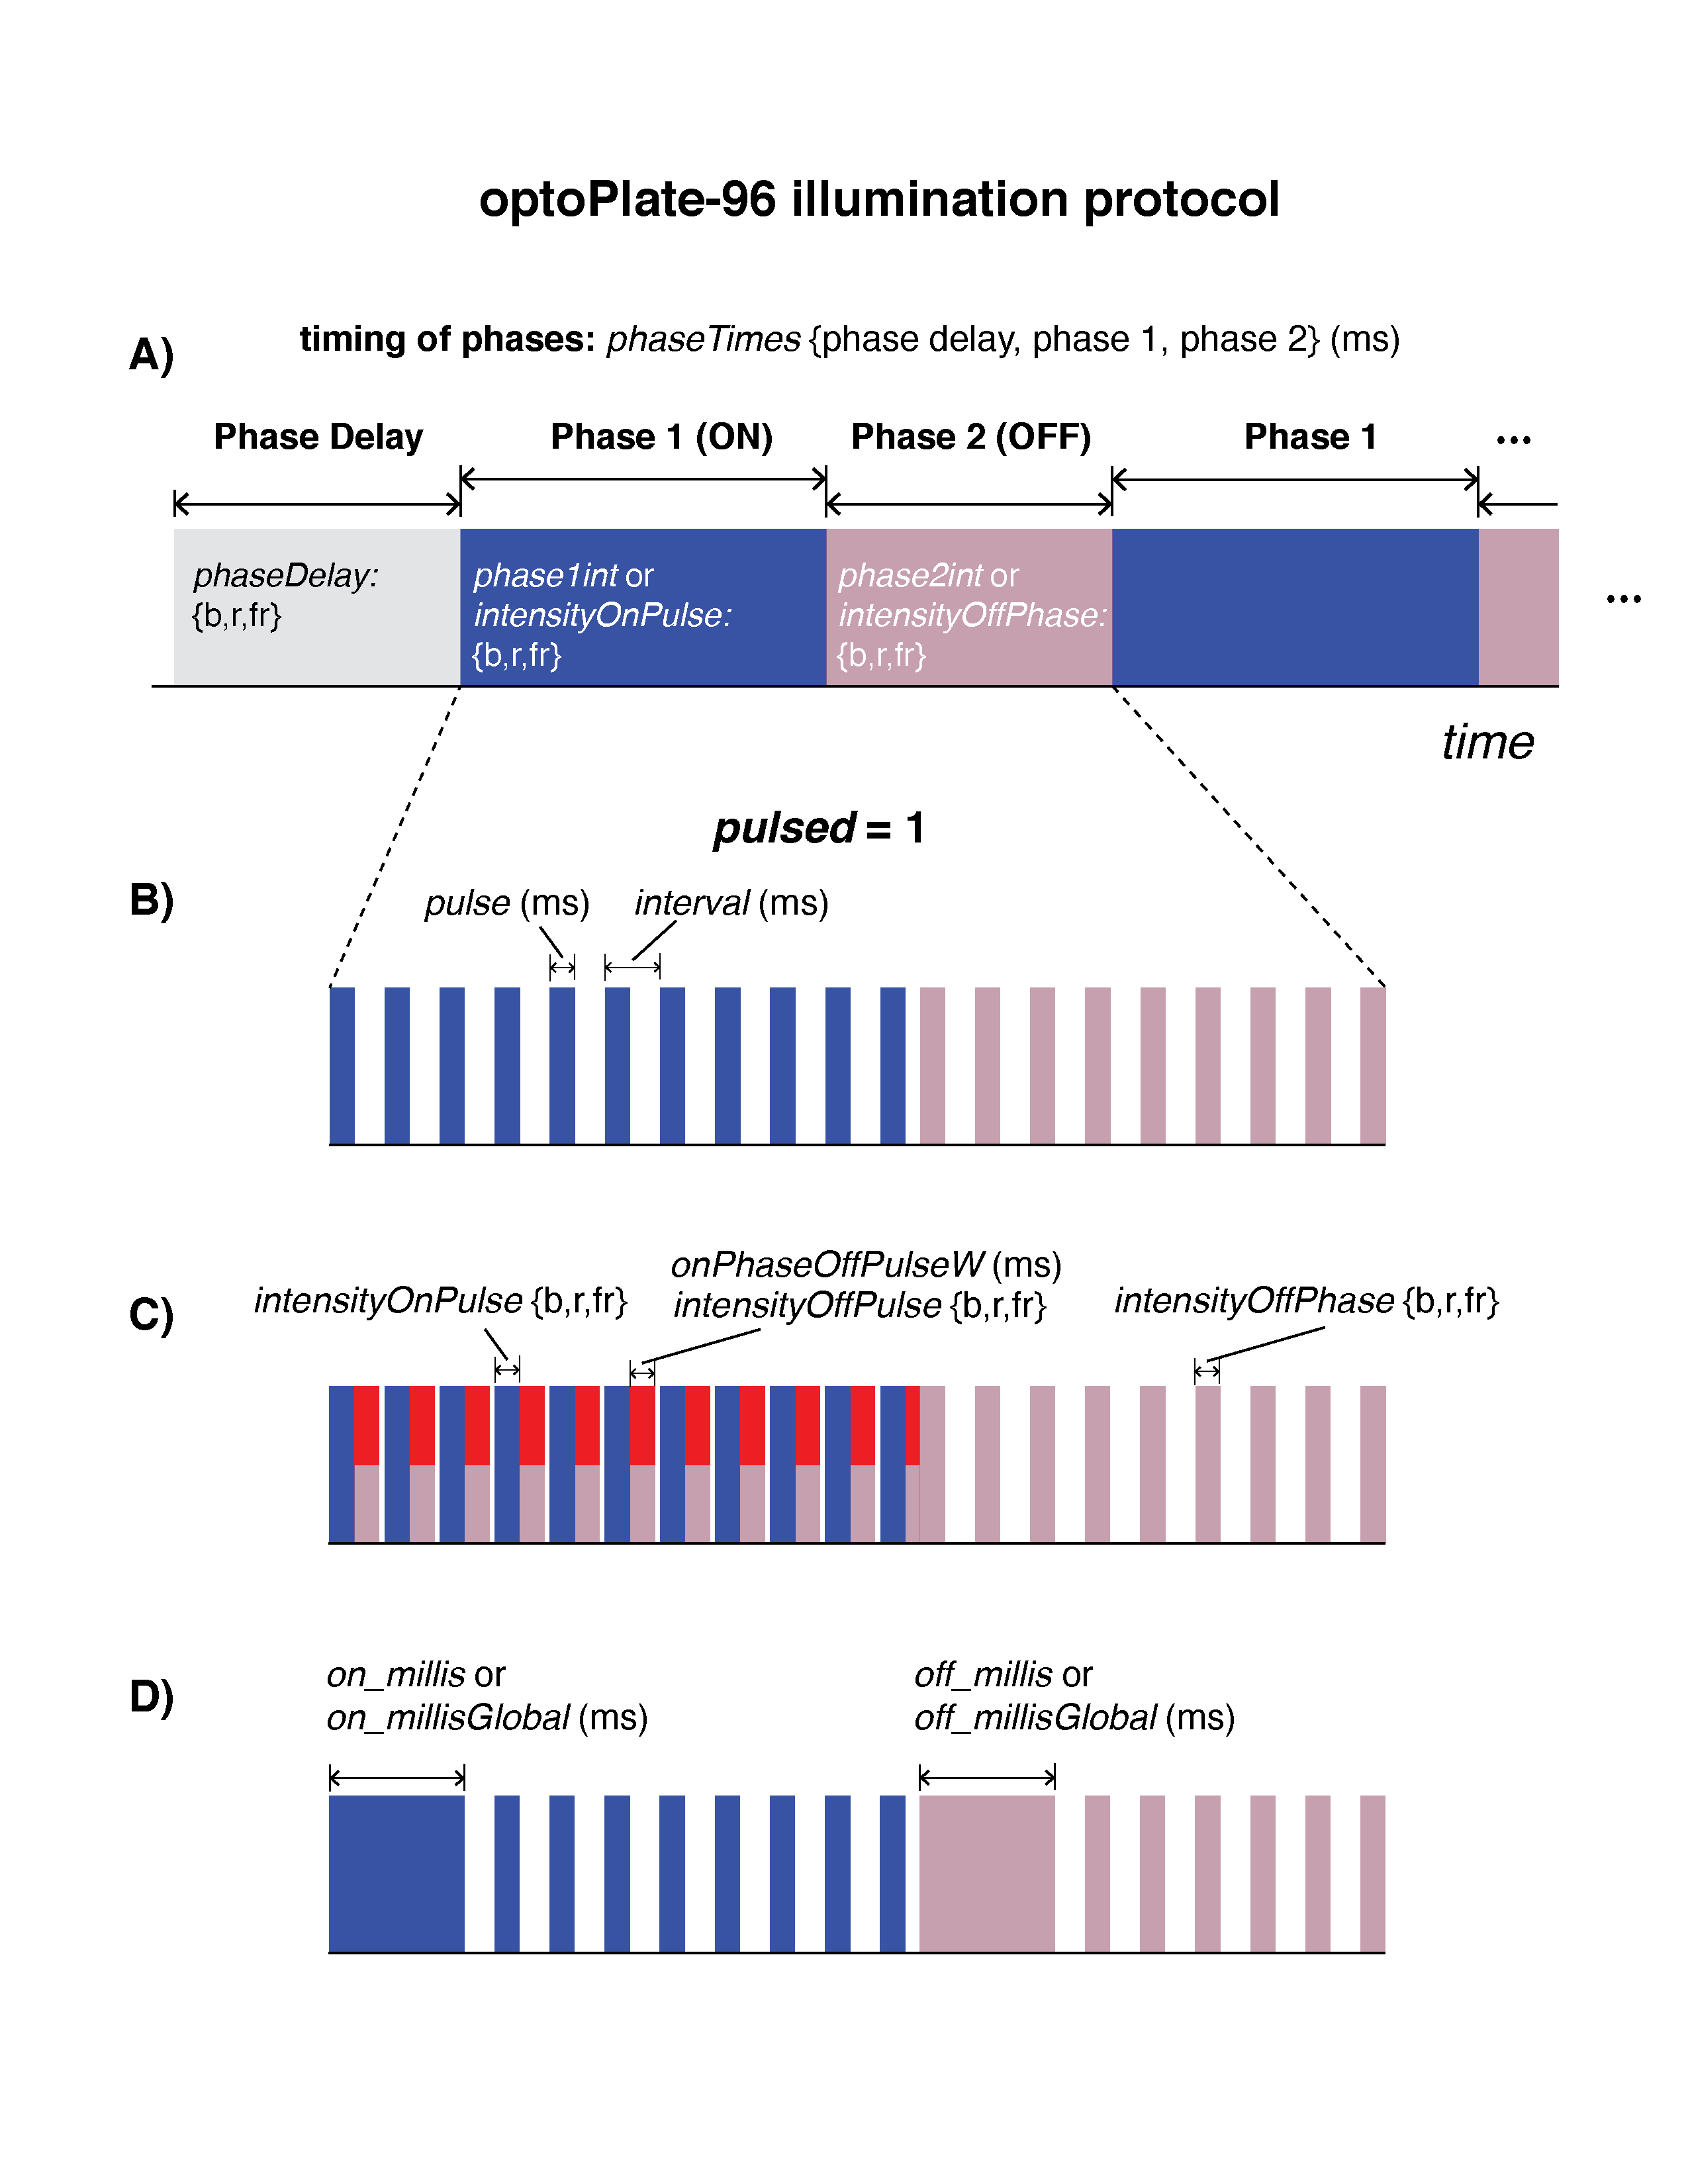 optoPlate-96 illumination protocol
A)
timing of phases: phaseTimes {phase delay, phase 1, phase 2} (ms)
Phase Delay
Phase 1 (ON)
Phase 2 (OFF)
Phase 1
...
phaseDelay:
{b,r,fr}
phase1int or
intensityOnPulse:
{b,r,fr}
phase2int or
intensityOffPhase:
{b,r,fr}
...
time
pulsed = 1
B)
pulse (ms)
interval (ms)
C)
intensityOnPulse {b,r,fr}
onPhaseOffPulseW (ms)
intensityOffPulse {b,r,fr}
intensityOffPhase {b,r,fr}
D)
on_millis or
on_millisGlobal (ms)
off_millis or
off_millisGlobal (ms)